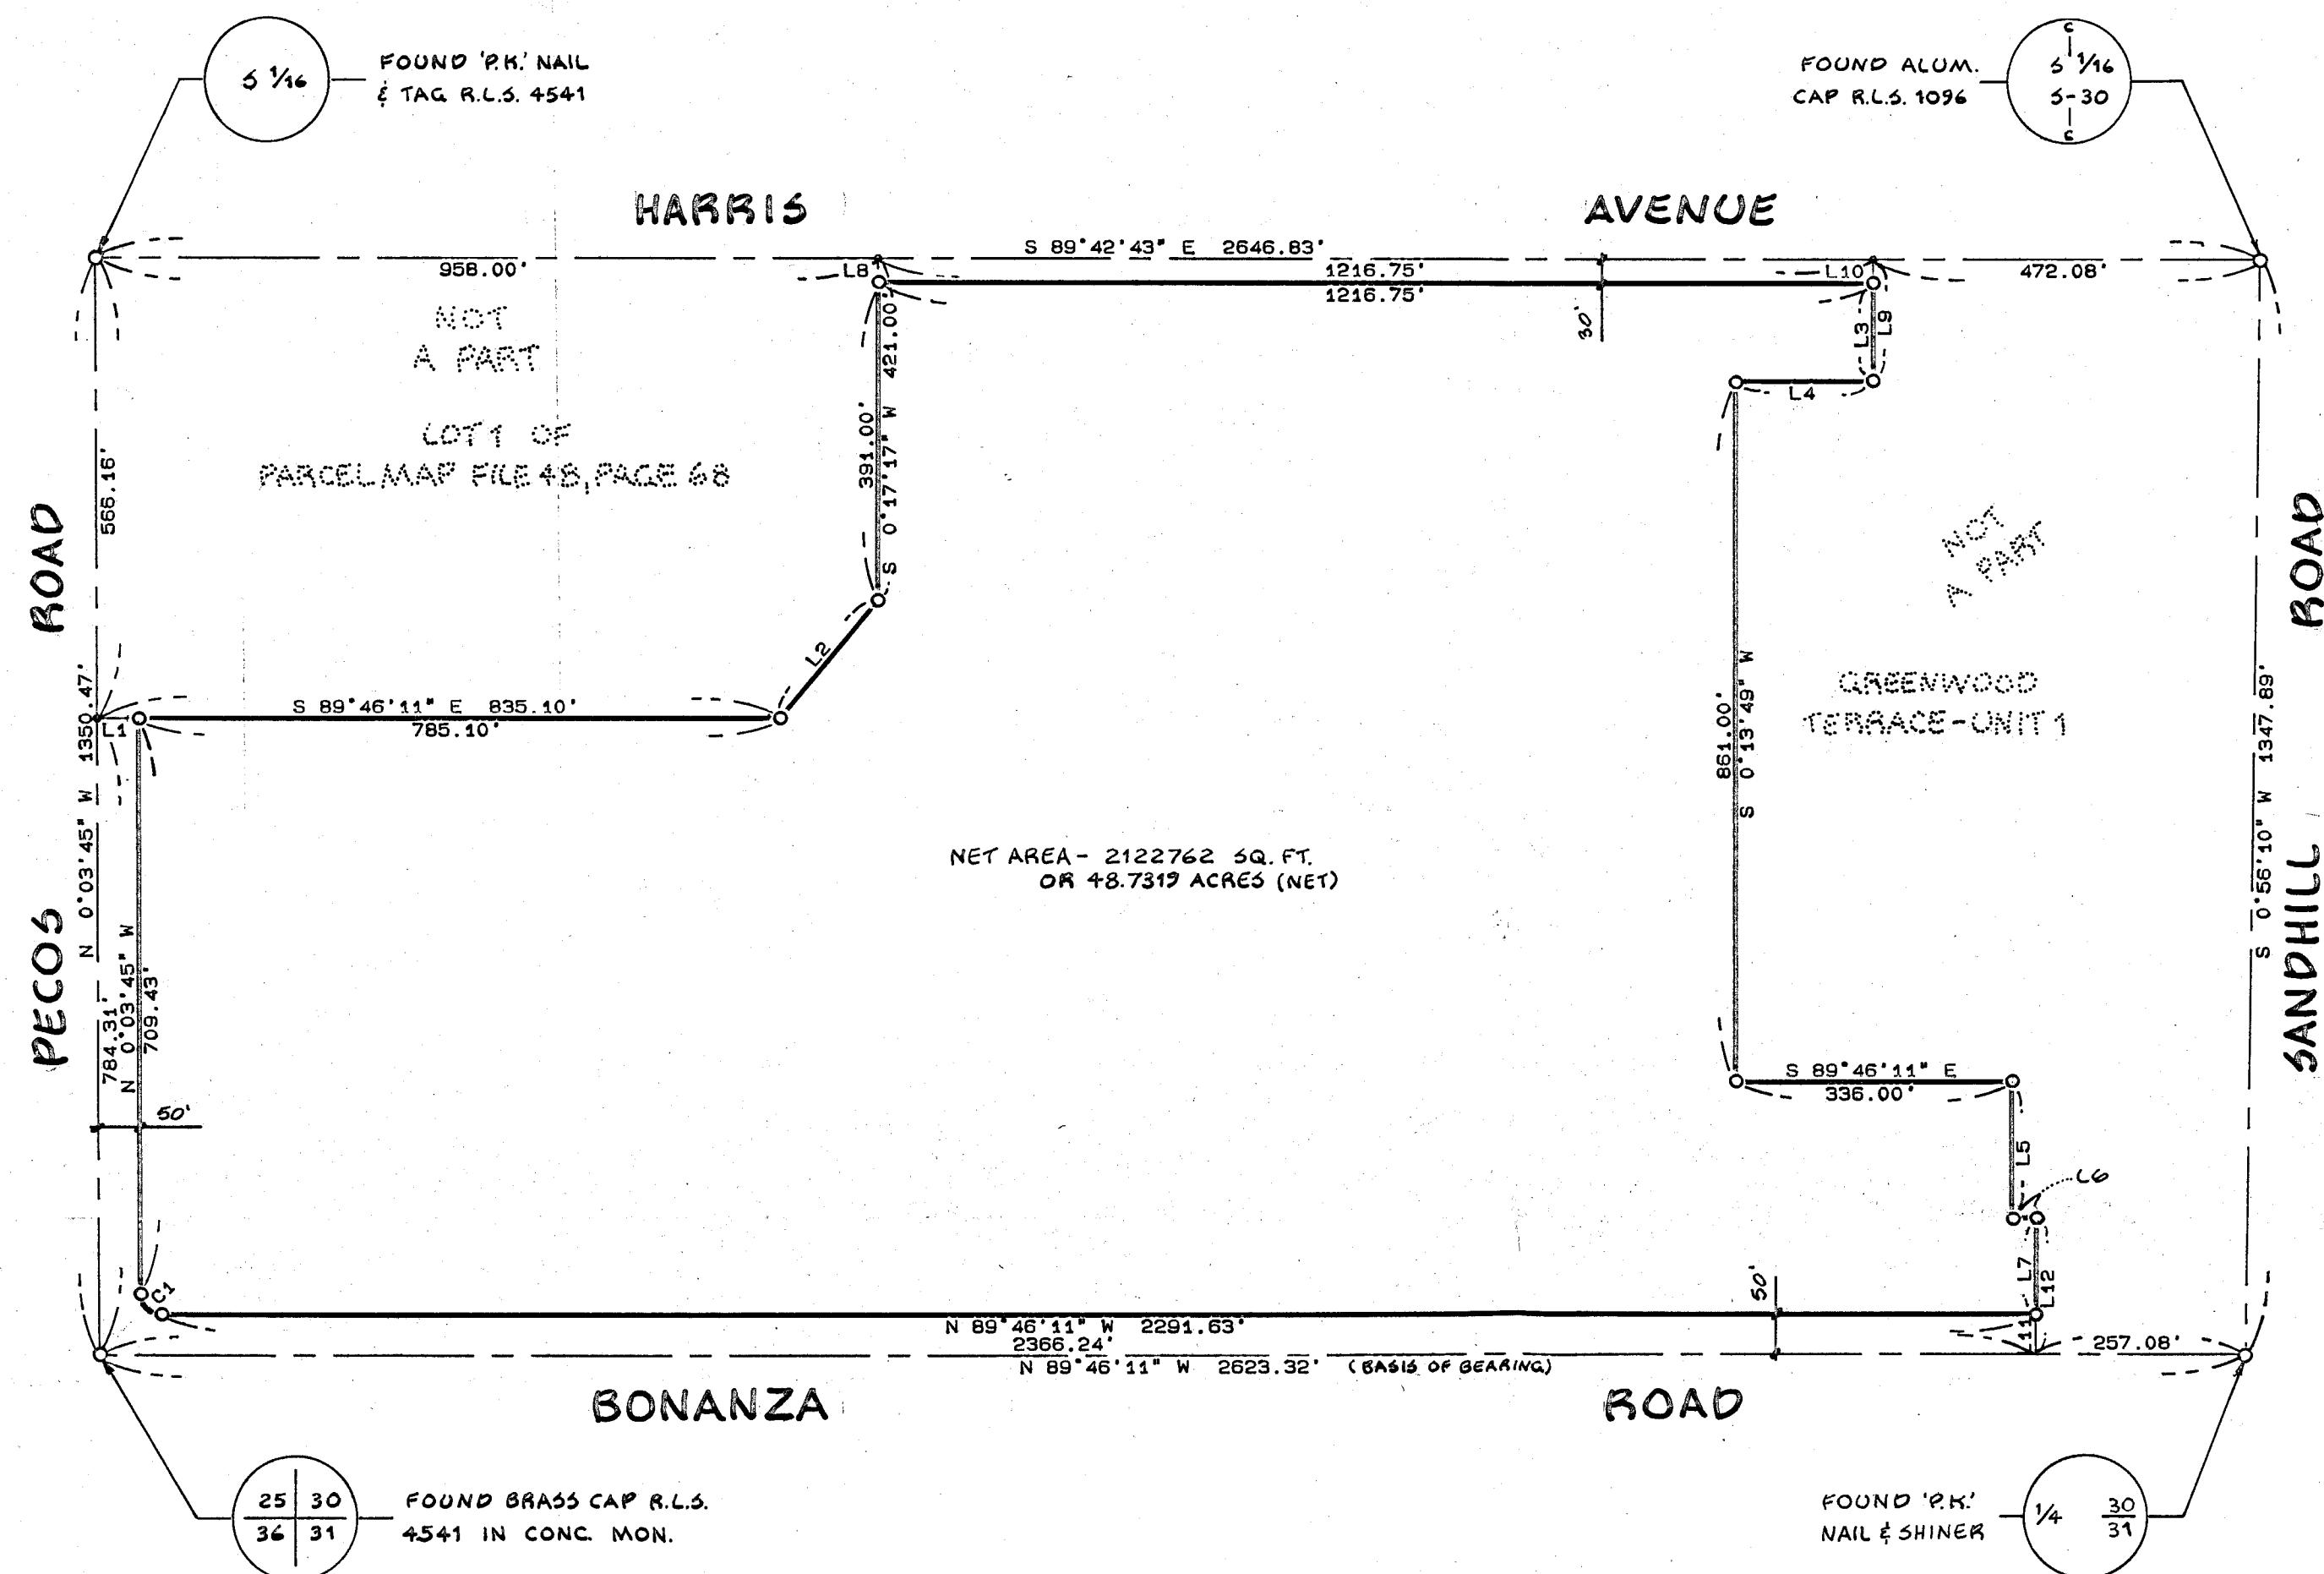 S 1/16
FOUND 'P.K.' NAIL
& TAG R.L.S. 4541
FOUND ALUM.
CAP R.L.S. 1096
C
S 1/16
S-30
C
HARRIS AVENUE
S 89°42'43" E 2646.83'
958.00'
L8
1216.75'
1216.75'
L10
472.08'
30'
NOT
A PART
LOT 1 OF
PARCEL MAP FILE 48, PAGE 68
421.00'
391.00'
S 0°17'17" W
L3
L9
L4
566.16'
PECOS ROAD
N 0°03'45" W 1350.47'
L1
S 89°46'11" E 835.10'
785.10'
L2
NOT
A PART
GREENWOOD
TERRACE-UNIT 1
861.00'
S 0°13'49" W
SANDHILL ROAD
S 0°56'10" W 1347.89'
NET AREA- 2122762 SQ. FT.
OR 48.7319 ACRES (NET)
784.31'
N 0°03'45" W
709.43'
50'
S 89°46'11" E
336.00'
L5
L6
L7
L12
L11
C1
50'
N 89°46'11" W 2291.63'
2366.24'
N 89°46'11" W 2623.32' (BASIS OF BEARING)
257.08'
BONANZA ROAD
25 30
36 31
FOUND BRASS CAP R.L.S.
4541 IN CONC. MON.
FOUND 'P.K.'
NAIL & SHINER
1/4 30
31